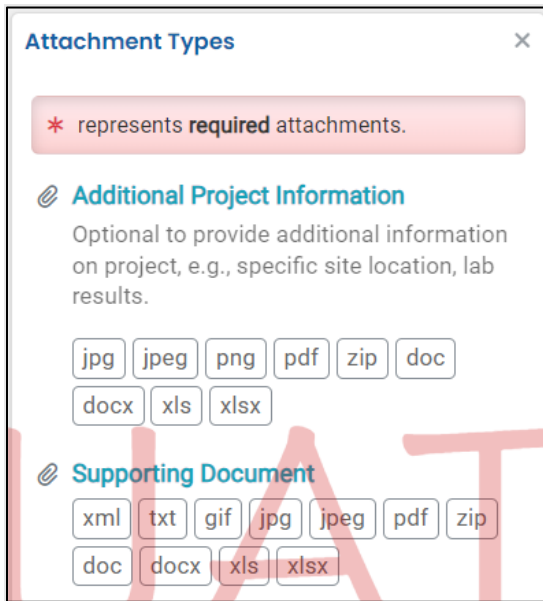 Attachment Types ×
* represents required attachments.
Additional Project Information
Optional to provide additional information
on project, e.g., specific site location, lab
results.
jpg jpeg png pdf zip doc
docx xls xlsx
Supporting Document
xml txt gif jpg jpeg pdf zip
doc docx xls xlsx
UAT